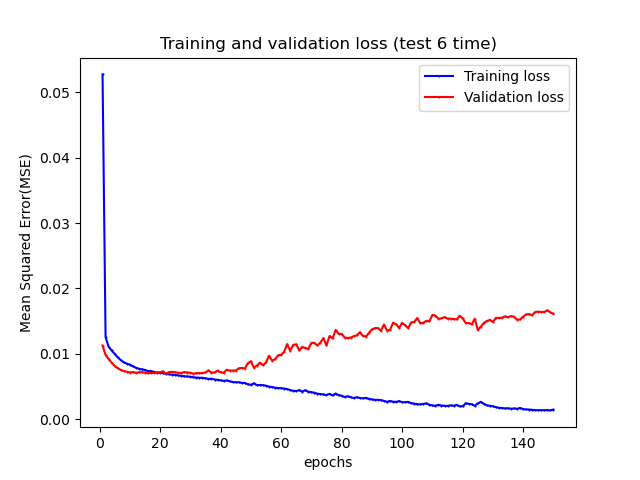 Training and validation loss (test 6 time)
Training loss
Validation loss
Mean Squared Error(MSE)
0.05
0.04
0.03
0.02
0.01
0.00
0 20 40 60 80 100 120 140
epochs